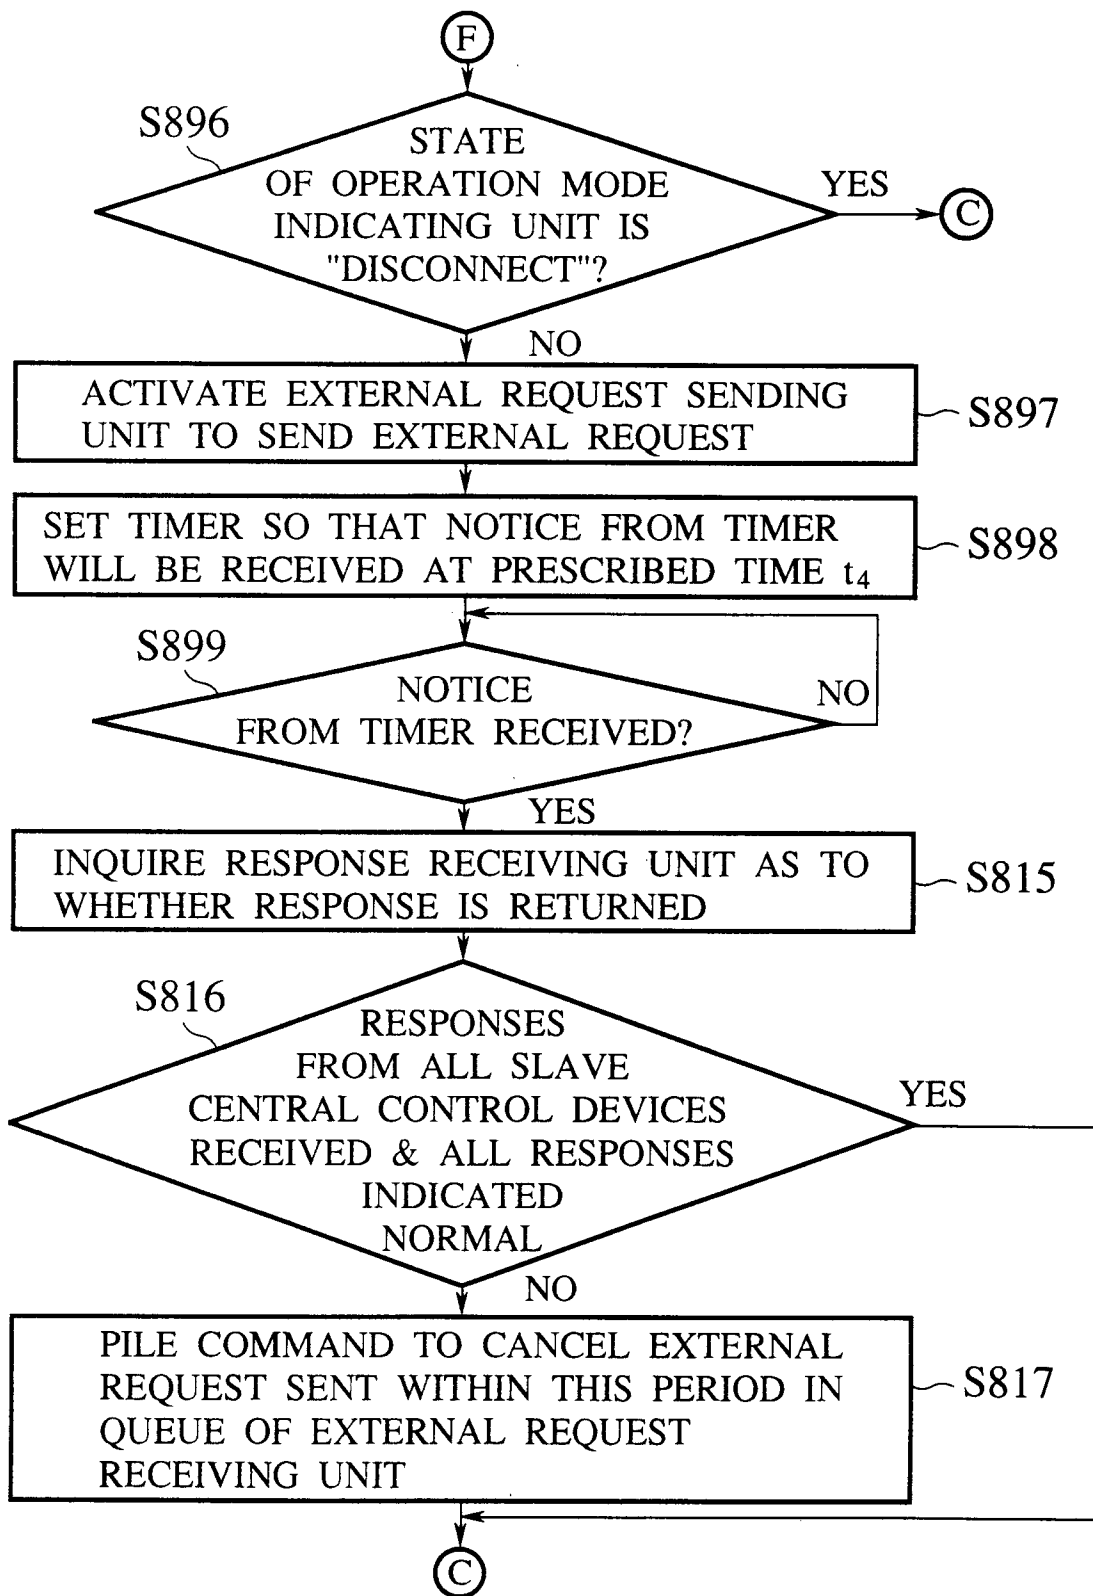 F
S896
STATE
OF OPERATION MODE
INDICATING UNIT IS
"DISCONNECT"?
YES
C
NO
ACTIVATE EXTERNAL REQUEST SENDING
UNIT TO SEND EXTERNAL REQUEST
S897
SET TIMER SO THAT NOTICE FROM TIMER
WILL BE RECEIVED AT PRESCRIBED TIME t4
S898
S899
NOTICE
FROM TIMER RECEIVED?
NO
YES
INQUIRE RESPONSE RECEIVING UNIT AS TO
WHETHER RESPONSE IS RETURNED
S815
S816
RESPONSES
FROM ALL SLAVE
CENTRAL CONTROL DEVICES
RECEIVED & ALL RESPONSES
INDICATED
NORMAL
YES
NO
PILE COMMAND TO CANCEL EXTERNAL
REQUEST SENT WITHIN THIS PERIOD IN
QUEUE OF EXTERNAL REQUEST
RECEIVING UNIT
S817
C